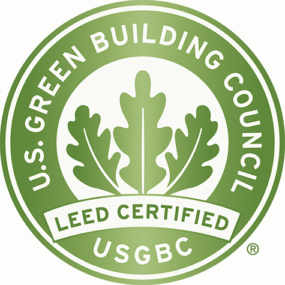 U.S. GREEN BUILDING COUNCIL
LEED CERTIFIED
USGBC
®